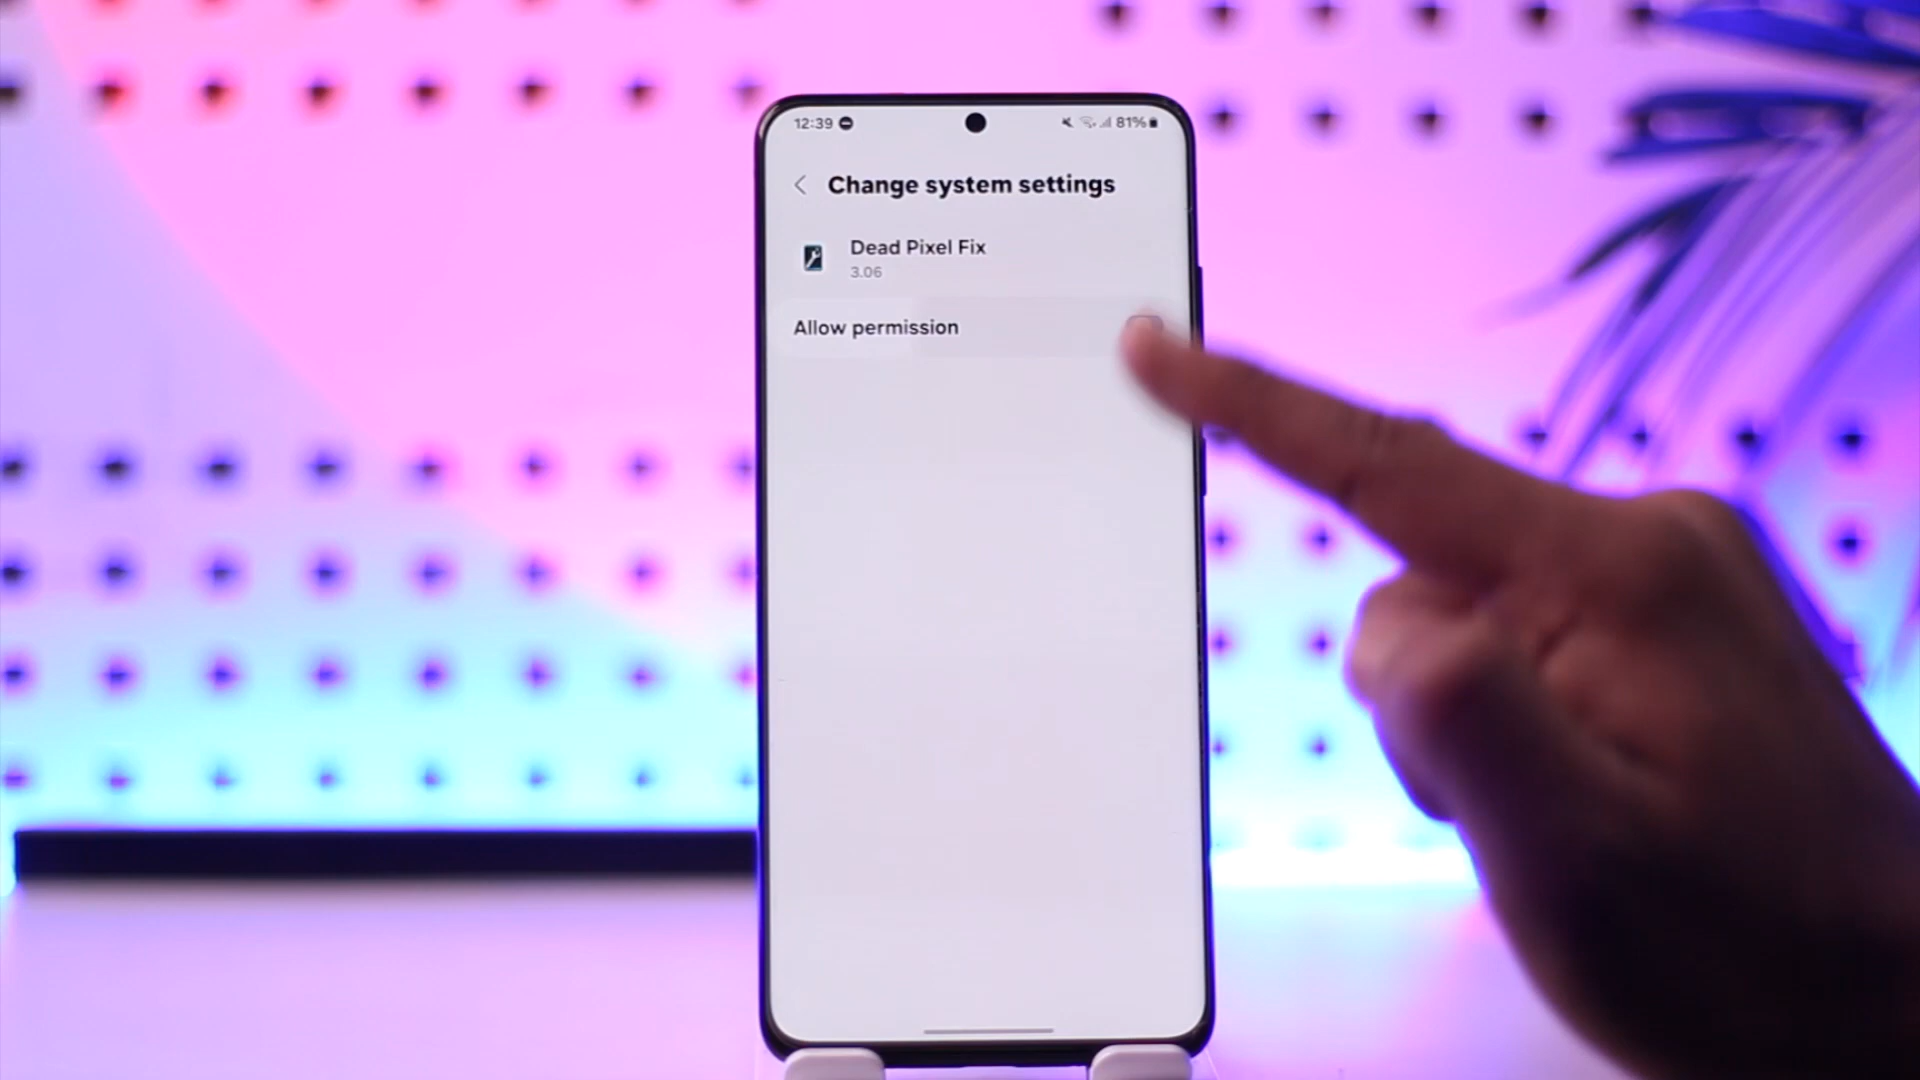 12:39 81%
Change system settings
Dead Pixel Fix
3.06
Allow permission